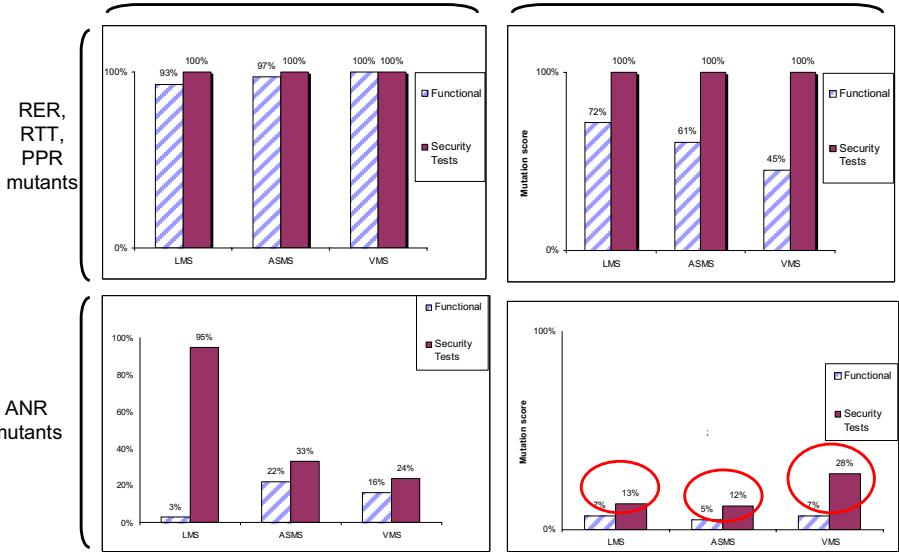 RER,
RTT,
PPR
mutants
93%
100%
97%
100%
100%
100%
100%
0%
LMS
ASMS
VMS
Functional
Security
Tests
Mutation score
100%
0%
72%
100%
61%
100%
45%
100%
LMS
ASMS
VMS
Functional
Security
Tests
ANR
mutants
100%
80%
60%
40%
20%
0%
3%
95%
22%
33%
16%
24%
LMS
ASMS
VMS
Functional
Security
Tests
Mutation score
100%
0%
7%
13%
5%
12%
7%
28%
;
LMS
ASMS
VMS
Functional
Security
Tests